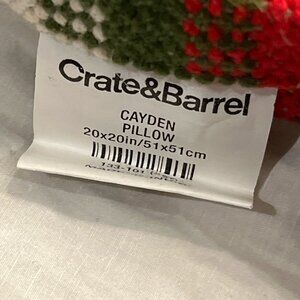 Crate&Barrel
CAYDEN
PILLOW
20x20in/51x51cm